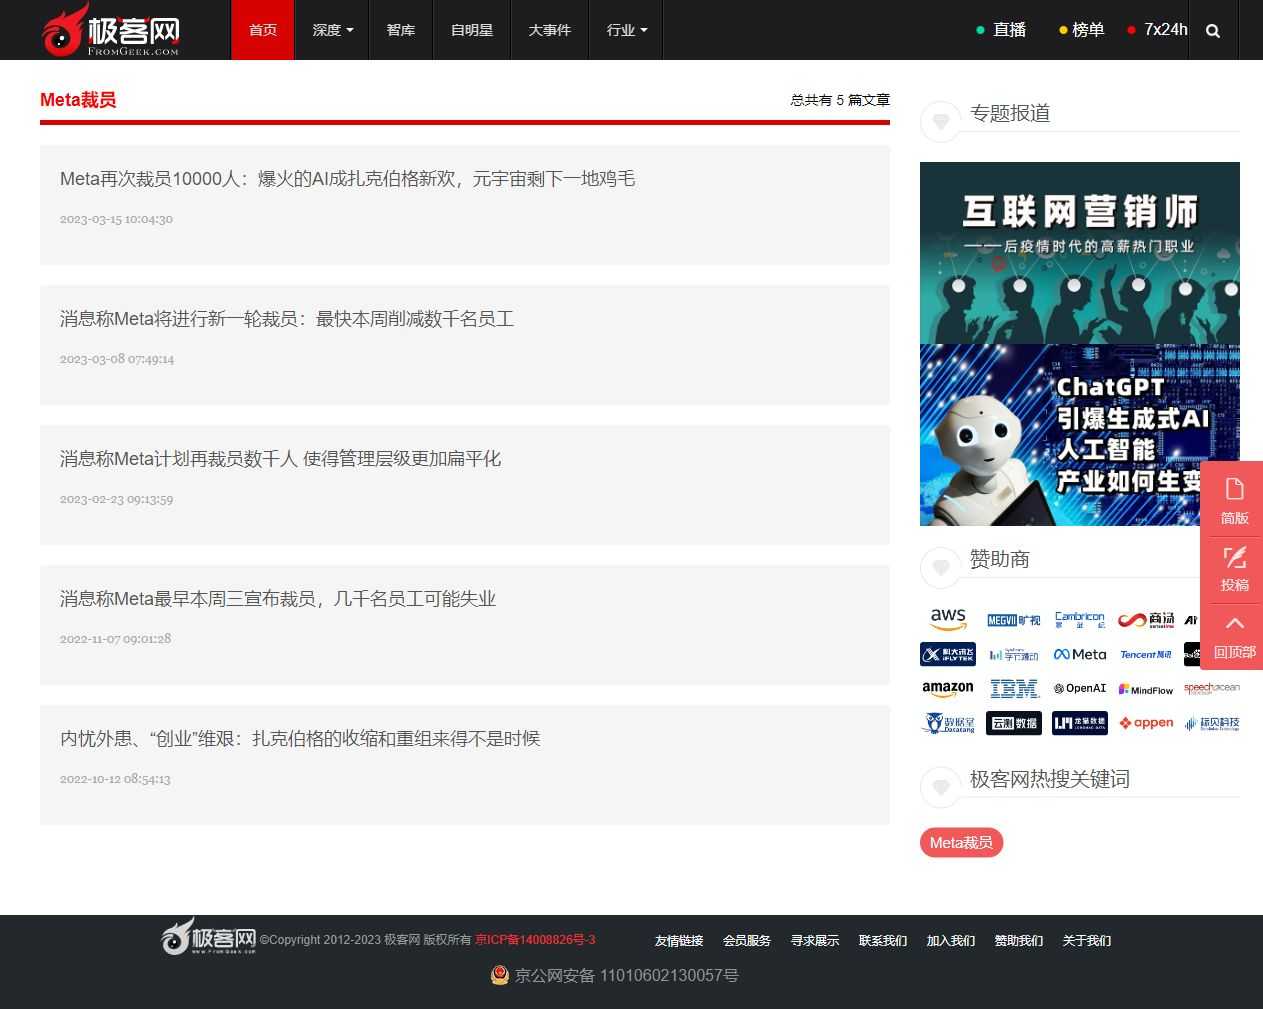 极客网
FROMGEEK.COM
首页
深度
智库
自明星
大事件
行业
直播
榜单
7x24h
Meta裁员
总共有 5 篇文章
Meta再次裁员10000人：爆火的AI成扎克伯格新欢，元宇宙剩下一地鸡毛
2023-03-15 10:04:30
消息称Meta将进行新一轮裁员：最快本周削减数千名员工
2023-03-08 07:49:14
消息称Meta计划再裁员数千人 使得管理层级更加扁平化
2023-02-23 09:13:59
消息称Meta最早本周三宣布裁员，几千名员工可能失业
2022-11-07 09:01:28
内忧外患、“创业”维艰：扎克伯格的收缩和重组来得不是时候
2022-10-12 08:54:13
专题报道
互联网营销师
——后疫情时代的高薪热门职业
ChatGPT
引爆生成式AI
人工智能
产业如何生变
简版
投稿
回顶部
赞助商
aws
MEGVII旷视
Cambricon
寒武纪
商汤
sensetime
科大讯飞
iFLYTEK
字节跳动
Meta
Tencent腾讯
amazon
IBM
OpenAI
MindFlow
speechocean
数据堂
Datatang
云测数据
龙猫数据
appen
标贝科技
极客网热搜关键词
Meta裁员
极客网
www.FromGeek.com
©Copyright 2012-2023 极客网 版权所有 京ICP备14008826号-3
友情链接
会员服务
寻求展示
联系我们
加入我们
赞助我们
关于我们
京公网安备 11010602130057号